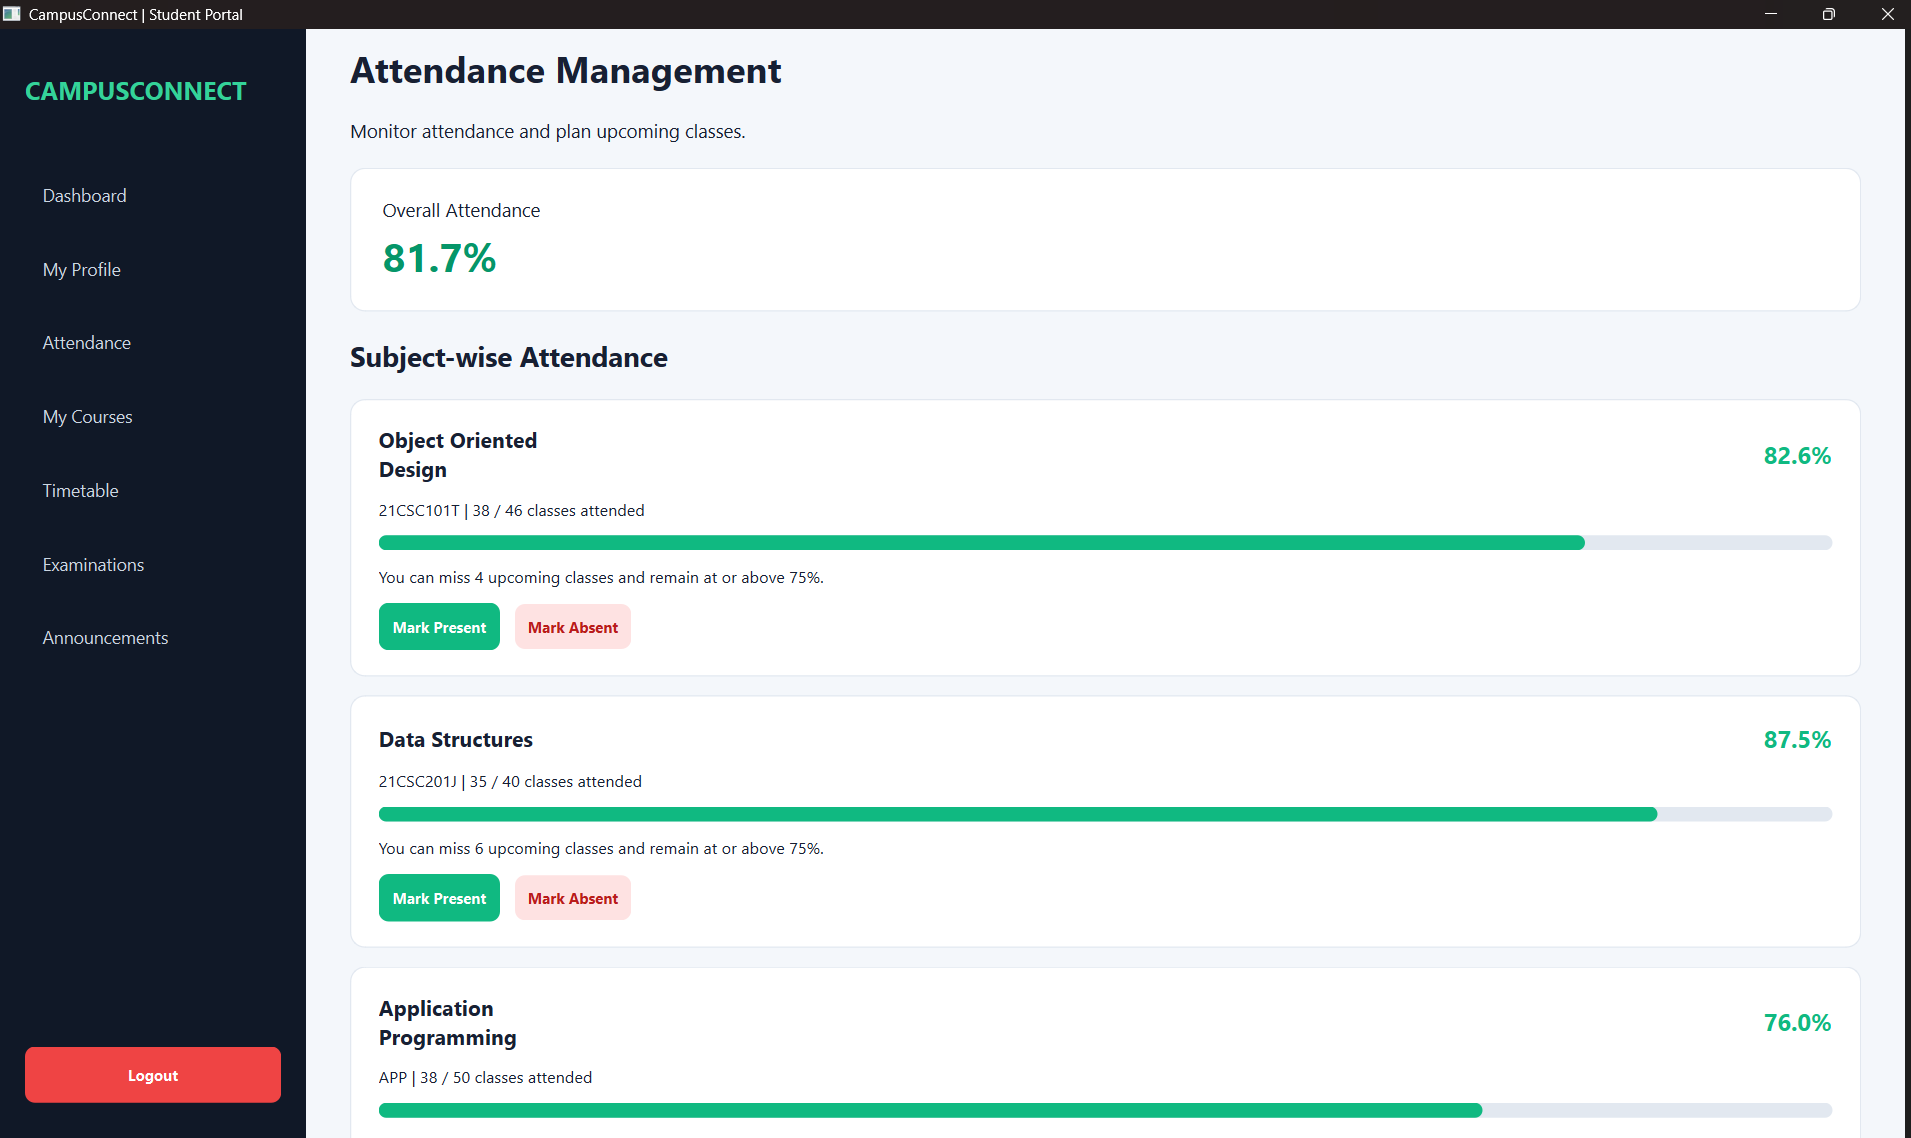 CampusConnect | Student Portal
CAMPUSCONNECT
Dashboard
My Profile
Attendance
My Courses
Timetable
Examinations
Announcements
Logout
Attendance Management
Monitor attendance and plan upcoming classes.
Overall Attendance
81.7%
Subject-wise Attendance
Object Oriented
Design
82.6%
21CSC101T | 38 / 46 classes attended
You can miss 4 upcoming classes and remain at or above 75%.
Mark Present
Mark Absent
Data Structures
87.5%
21CSC201J | 35 / 40 classes attended
You can miss 6 upcoming classes and remain at or above 75%.
Mark Present
Mark Absent
Application
Programming
76.0%
APP | 38 / 50 classes attended